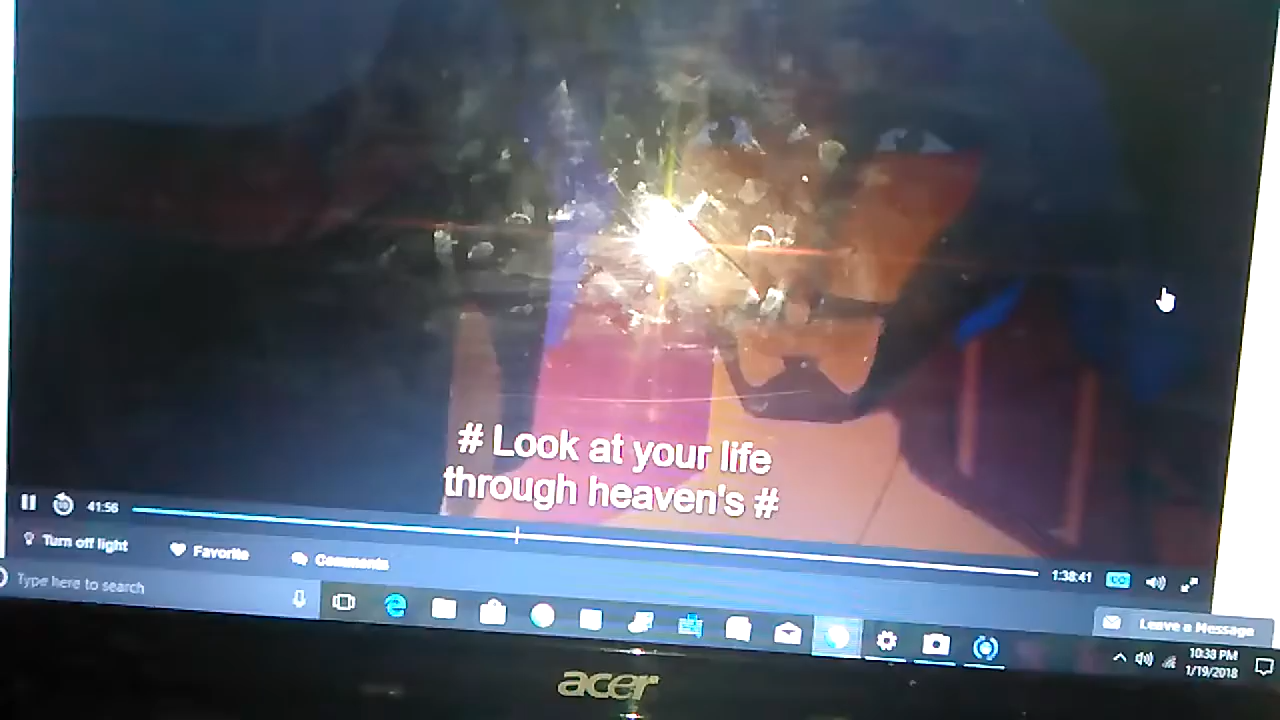 # Look at your life
through heaven's #
10
41:56
1:38:41
CC
Turn off light
Favorite
Comments
Leave a Message
Type here to search
10:38 PM
1/19/2018
acer